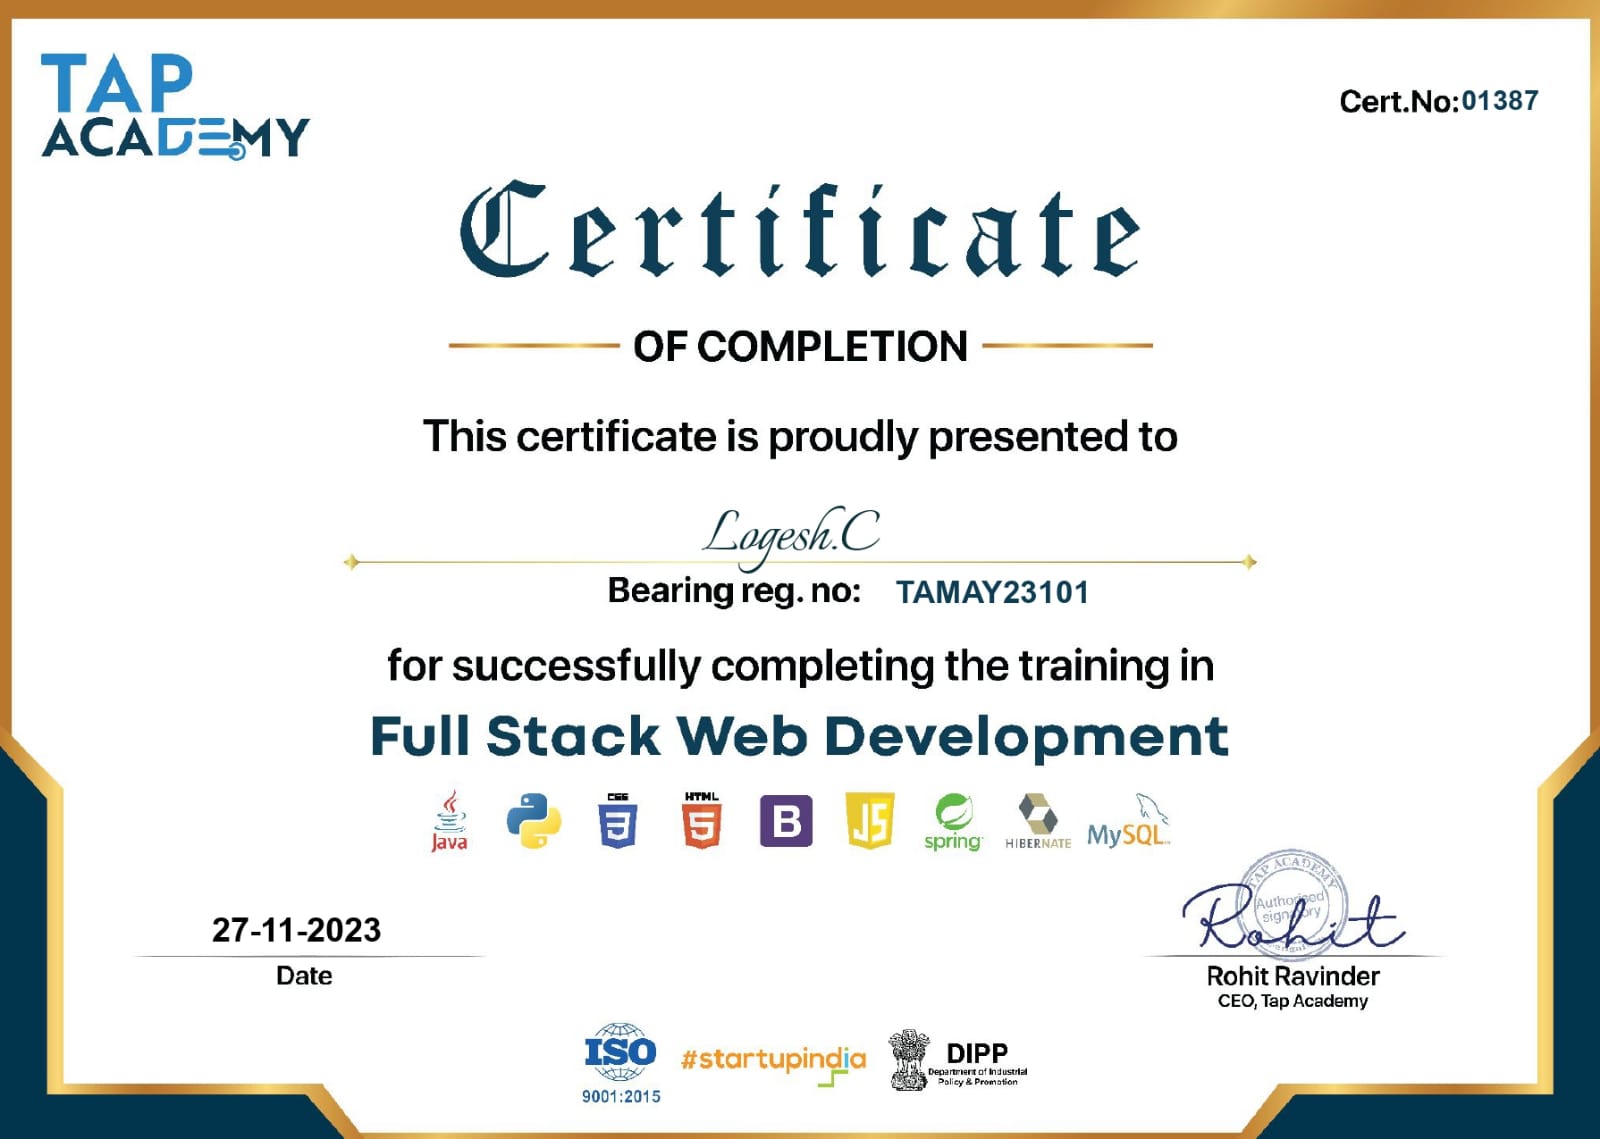 TAP
ACADEMY
Cert.No:01387
Certificate
OF COMPLETION
This certificate is proudly presented to
Logesh.C
Bearing reg. no: TAMAY23101
for successfully completing the training in
Full Stack Web Development
Java
CSS
3
HTML
5
B
JS
spring
HIBERNATE
MySQL
27-11-2023
Date
TAP ACADEMY
Authorised
signatory
Rohit
Rohit Ravinder
CEO, Tap Academy
ISO
9001:2015
#startupindia
DIPP
Department of Industrial
Policy & Promotion